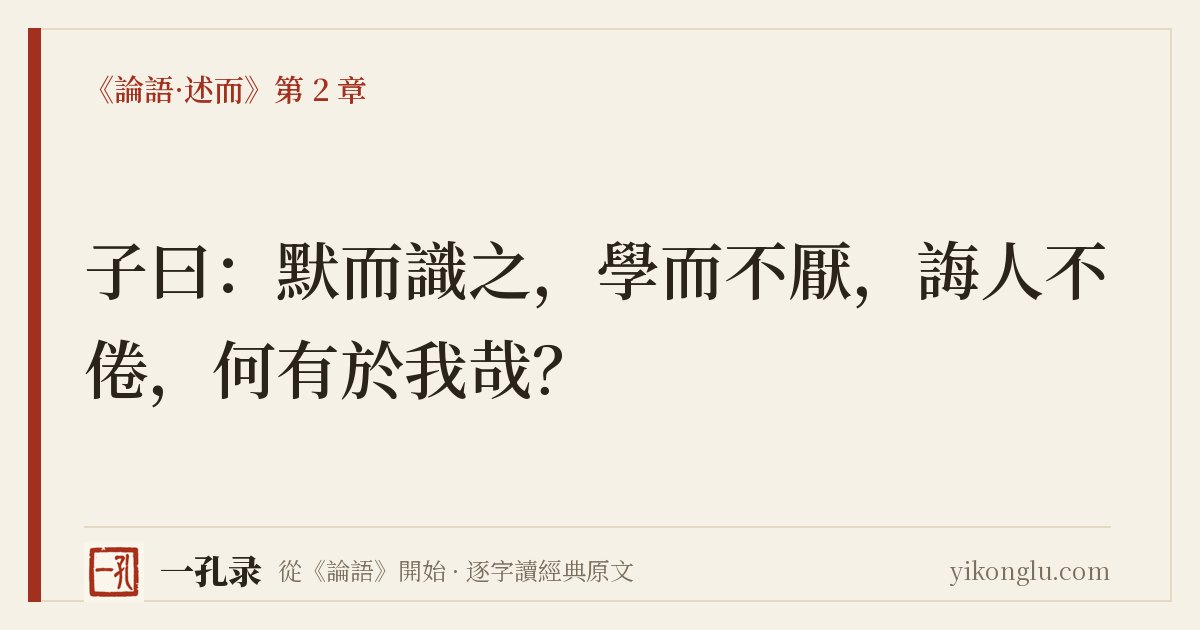 《論語·述而》第 2 章
子曰：默而識之，學而不厭，誨人不
倦，何有於我哉？
一孔
一孔录 從《論語》開始 · 逐字讀經典原文 yikonglu.com